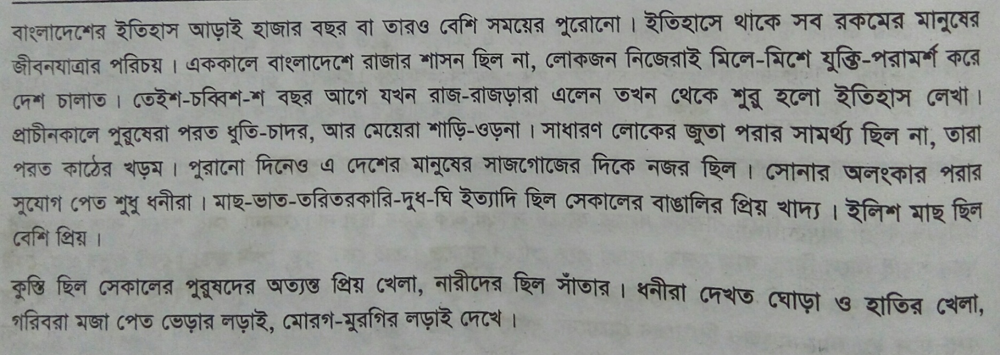 বাংলাদেশের ইতিহাস আড়াই হাজার বছর বা তারও বেশি সময়ের পুরোনো । ইতিহাসে থাকে সব রকমের মানুষের
জীবনযাত্রার পরিচয় । এককালে বাংলাদেশে রাজার শাসন ছিল না, লোকজন নিজেরাই মিলে-মিশে যুক্তি-পরামর্শ করে
দেশ চালাত । তেইশ-চব্বিশ-শ বছর আগে যখন রাজ-রাজড়ারা এলেন তখন থেকে শুরু হলো ইতিহাস লেখা ।
প্রাচীনকালে পুরুষেরা পরত ধুতি-চাদর, আর মেয়েরা শাড়ি-ওড়না । সাধারণ লোকের জুতা পরার সামর্থ্য ছিল না, তারা
পরত কাঠের খড়ম । পুরানো দিনেও এ দেশের মানুষের সাজগোজের দিকে নজর ছিল । সোনার অলংকার পরার
সুযোগ পেত শুধু ধনীরা । মাছ-ভাত-তরিতরকারি-দুধ-ঘি ইত্যাদি ছিল সেকালের বাঙালির প্রিয় খাদ্য । ইলিশ মাছ ছিল
বেশি প্রিয় ।
কুস্তি ছিল সেকালের পুরুষদের অত্যন্ত প্রিয় খেলা, নারীদের ছিল সাঁতার । ধনীরা দেখত ঘোড়া ও হাতির খেলা,
গরিবরা মজা পেত ভেড়ার লড়াই, মোরগ-মুরগির লড়াই দেখে ।